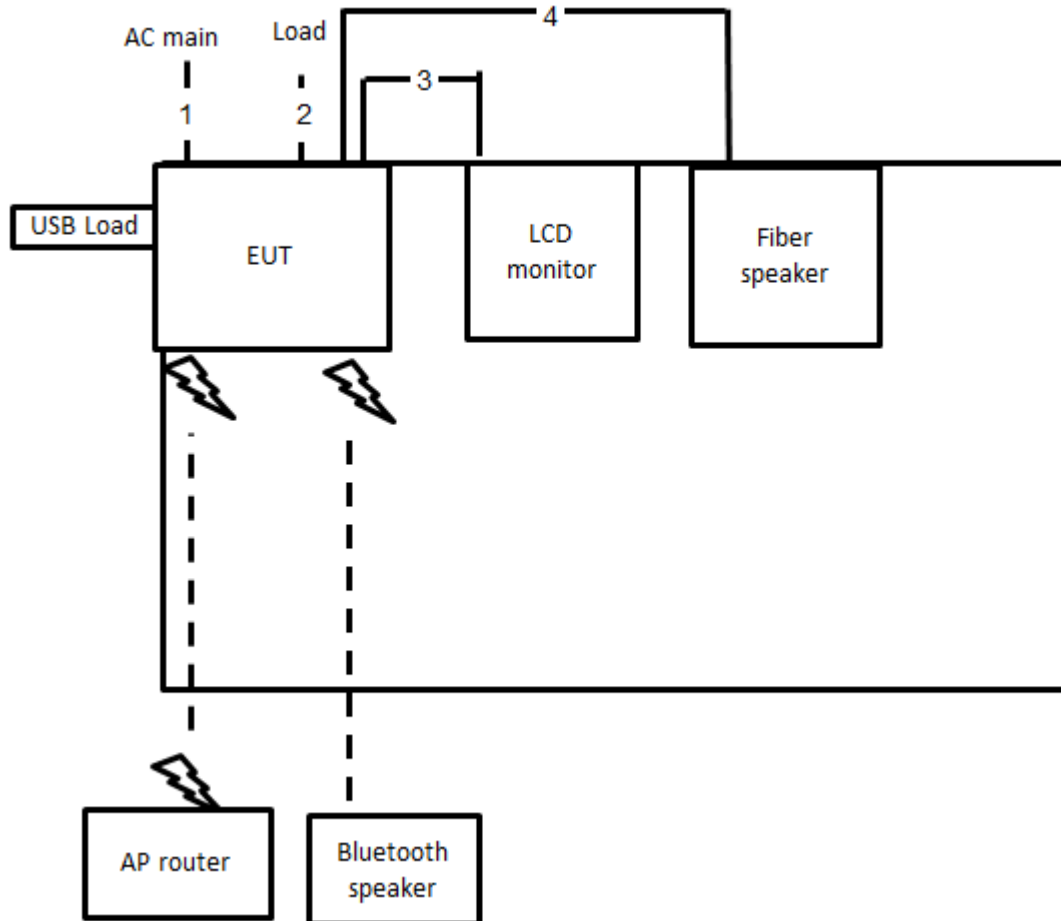 4
AC main
Load
3
1
2
USB Load
EUT
LCD
monitor
Fiber
speaker
AP router
Bluetooth
speaker